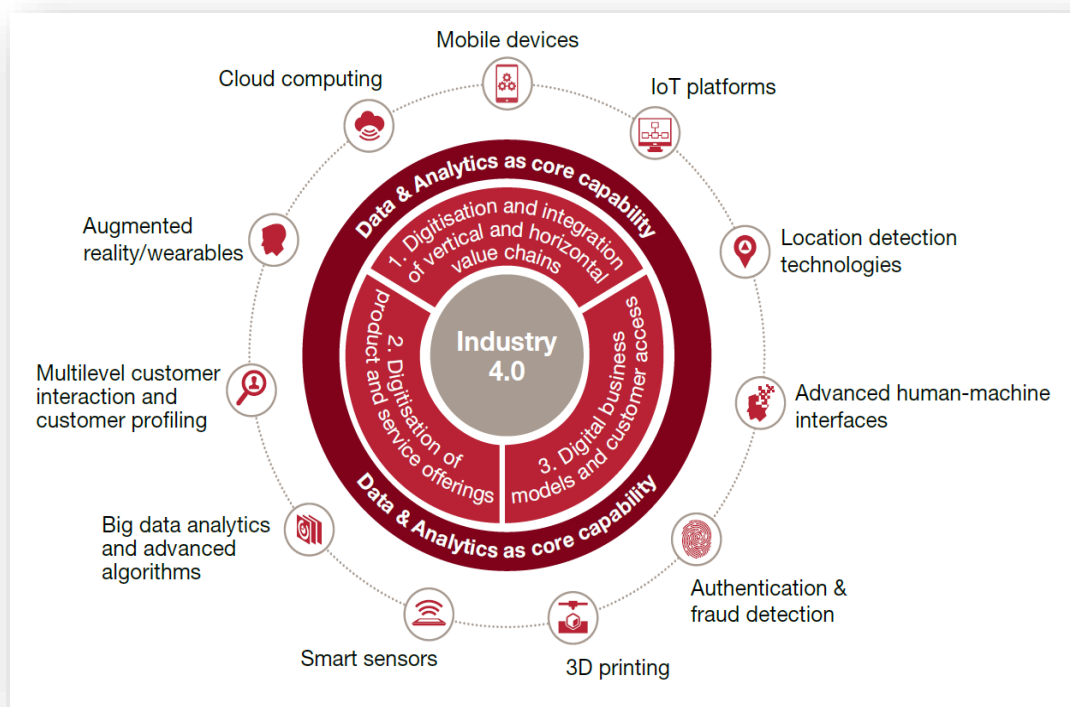 Mobile devices
Cloud computing
IoT platforms
Augmented
reality/wearables
Location detection
technologies
Multilevel customer
interaction and
customer profiling
Advanced human-machine
interfaces
Big data analytics
and advanced
algorithms
Authentication &
fraud detection
Smart sensors
3D printing
Data & Analytics as core capability
1. Digitisation and integration
of vertical and horizontal
value chains
2. Digitisation of
product and service offerings
3. Digital business
models and customer access
Industry
4.0
Data & Analytics as core capability